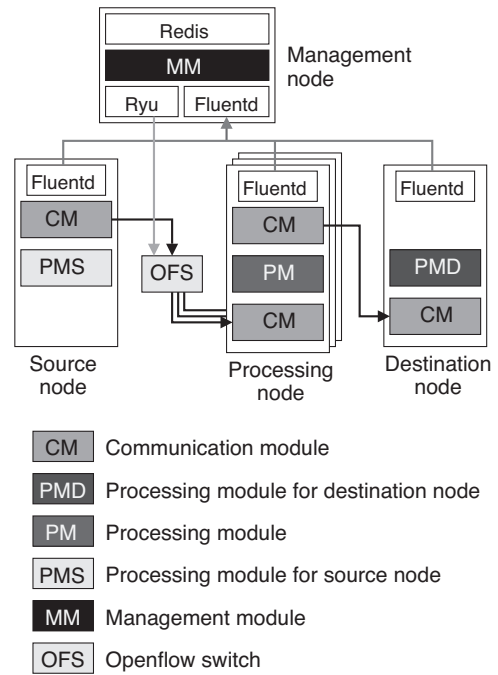 Redis
MM
Ryu
Fluentd
Management
node
Fluentd
CM
PMS
Source
node
OFS
Fluentd
CM
PM
CM
Processing
node
Fluentd
PMD
CM
Destination
node
CM Communication module
PMD Processing module for destination node
PM Processing module
PMS Processing module for source node
MM Management module
OFS Openflow switch